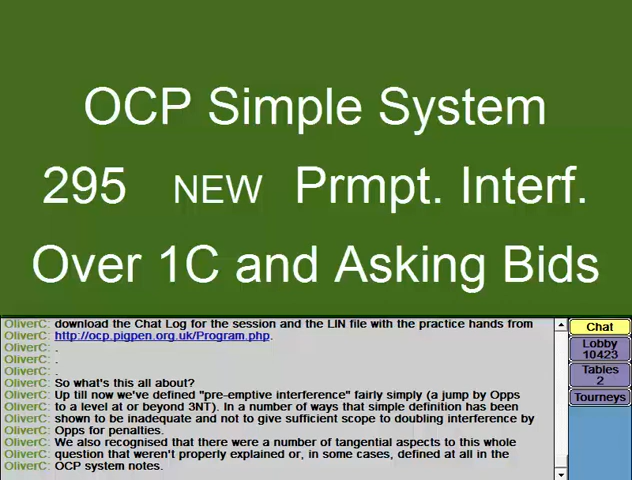 OCP Simple System
295 NEW Prmpt. Interf.
Over 1C and Asking Bids
OliverC: download the Chat Log for the session and the LIN file with the practice hands from
OliverC: http://ocp.pigpen.org.uk/Program.php.
OliverC: .
OliverC: .
OliverC: .
OliverC: So what's this all about?
OliverC: Up till now we've defined "pre-emptive interference" fairly simply (a jump by Opps
OliverC: to a level at or beyond 3NT). In a number of ways that simple definition has been
OliverC: shown to be inadequate and not to give sufficient scope to doubling interference by
OliverC: Opps for penalties.
OliverC: We also recognised that there were a number of tangential aspects to this whole
OliverC: question that weren't properly explained or, in some cases, defined at all in the
OliverC: OCP system notes.
Chat
Lobby
10423
Tables
2
Tourneys